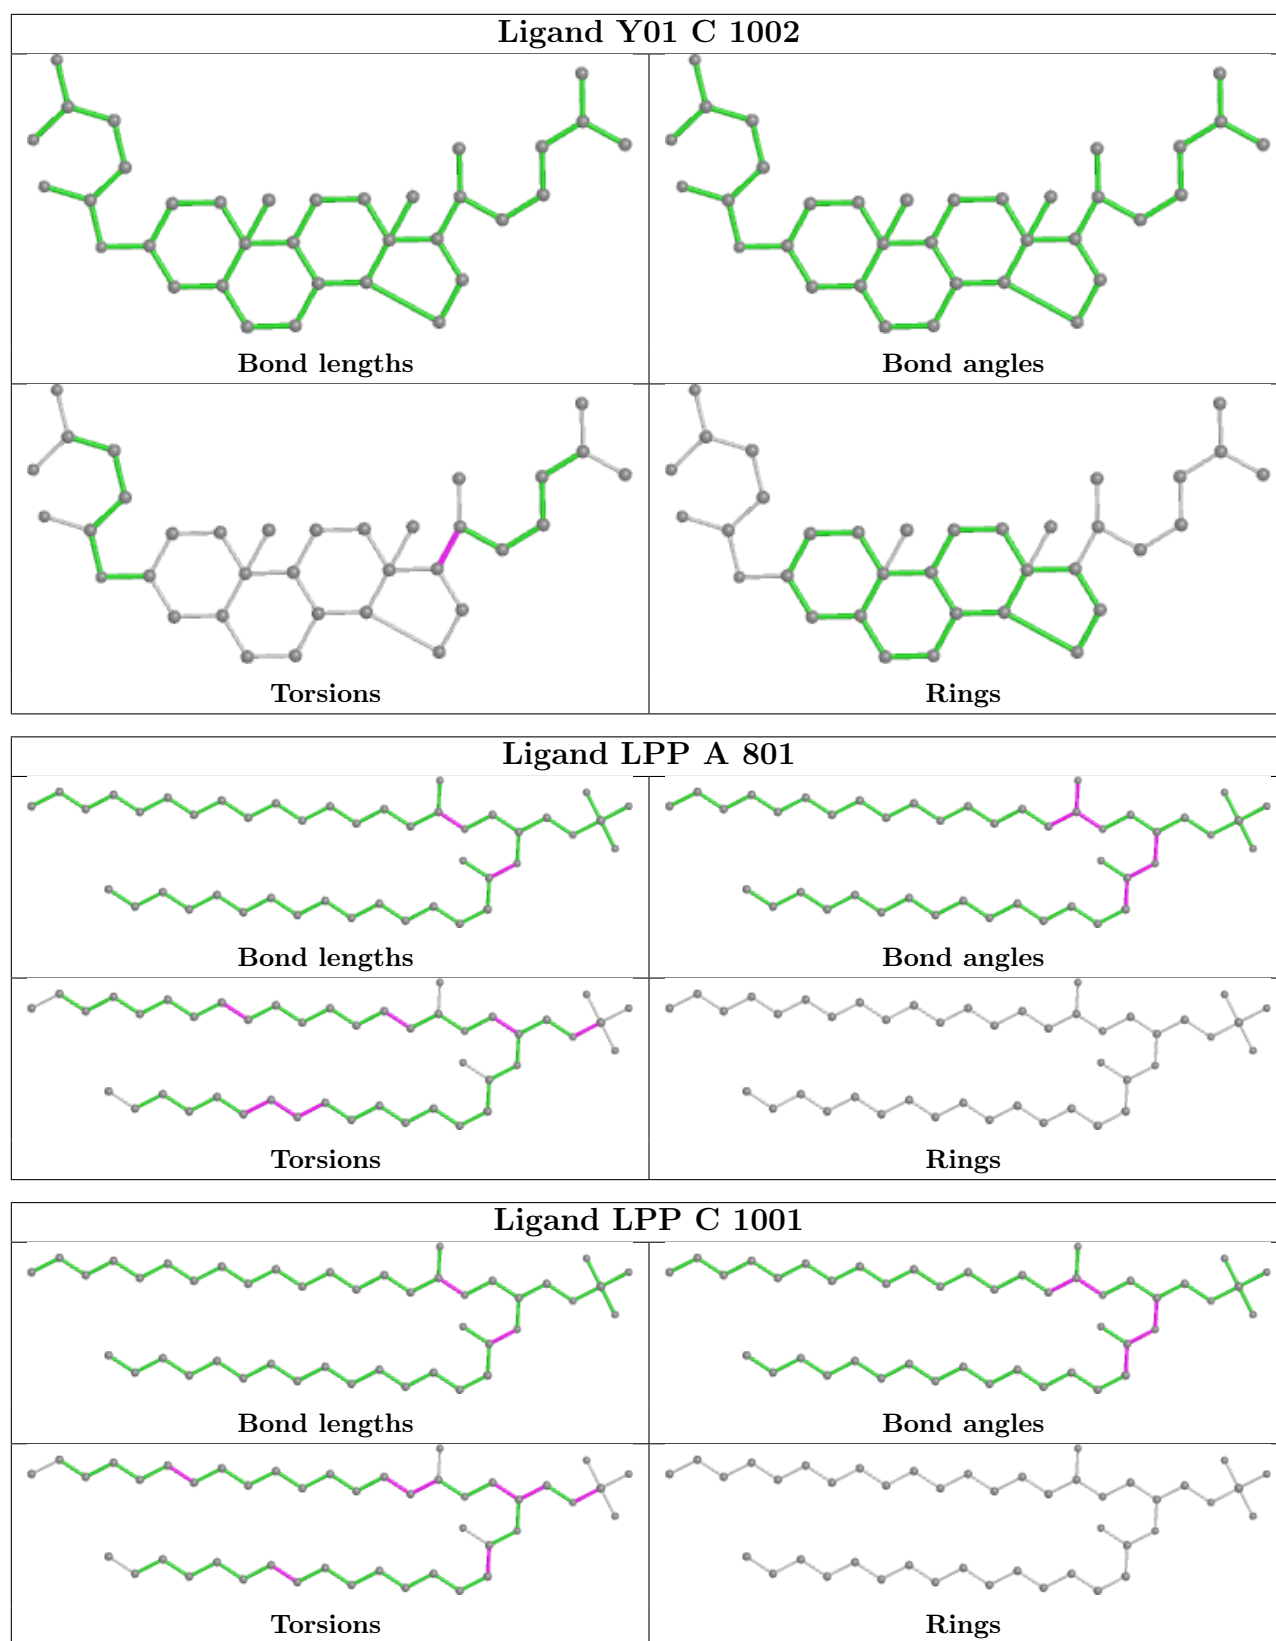 Ligand Y01 C 1002
Bond lengths
Bond angles
Torsions
Rings
Ligand LPP A 801
Bond lengths
Bond angles
Torsions
Rings
Ligand LPP C 1001
Bond lengths
Bond angles
Torsions
Rings